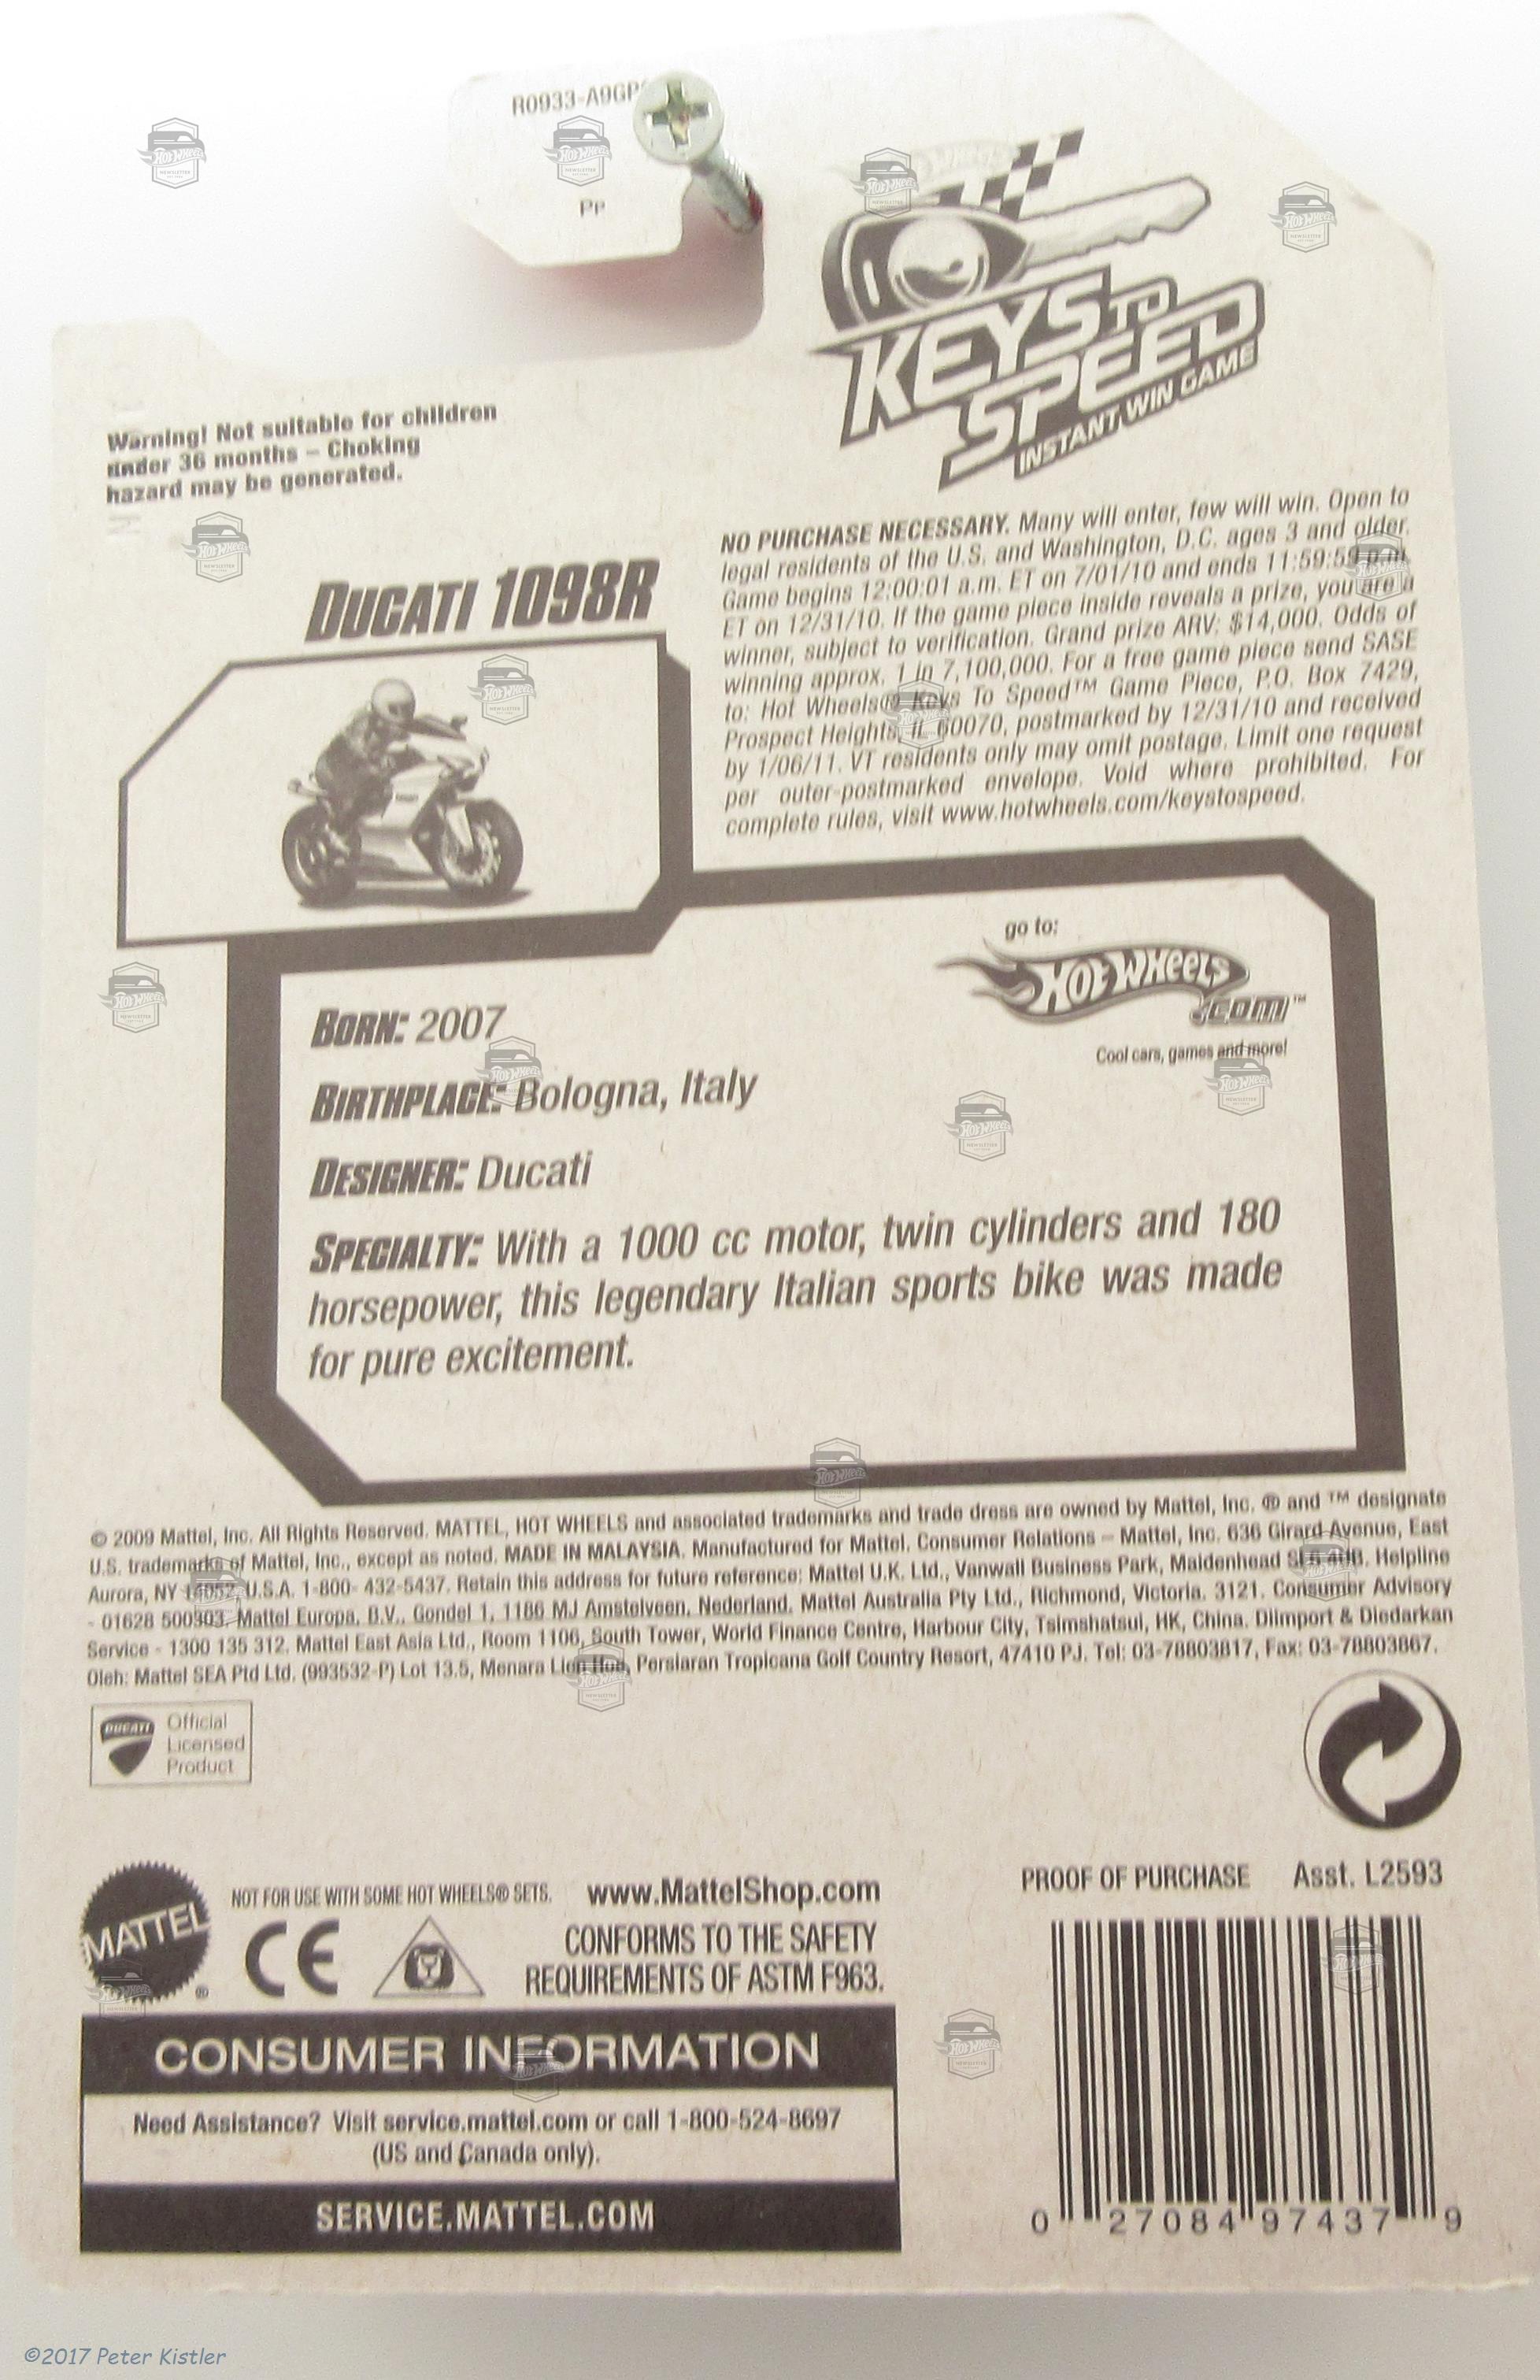 R0933-A9GP
PP
KEYS TO
SPEED
INSTANT WIN GAME
Warning! Not suitable for children
under 36 months – Choking
hazard may be generated.
NO PURCHASE NECESSARY. Many will enter, few will win. Open to
legal residents of the U.S. and Washington, D.C. ages 3 and older.
Game begins 12:00:01 a.m. ET on 7/01/10 and ends 11:59:59 p.m.
ET on 12/31/10. If the game piece inside reveals a prize, you are a
winner, subject to verification. Grand prize ARV: $14,000. Odds of
winning approx. 1 in 7,100,000. For a free game piece send SASE
to: Hot Wheels® Keys To Speed™ Game Piece, P.O. Box 7429,
Prospect Heights, IL 60070, postmarked by 12/31/10 and received
by 1/06/11. VT residents only may omit postage. Limit one request
per outer-postmarked envelope. Void where prohibited. For
complete rules, visit www.hotwheels.com/keystospeed.
DUCATI 1098R
go to:
HOT WHEELS
.COM™
Cool cars, games and more!
BORN: 2007
BIRTHPLACE: Bologna, Italy
DESIGNER: Ducati
SPECIALTY: With a 1000 cc motor, twin cylinders and 180
horsepower, this legendary Italian sports bike was made
for pure excitement.
© 2009 Mattel, Inc. All Rights Reserved. MATTEL, HOT WHEELS and associated trademarks and trade dress are owned by Mattel, Inc. ® and ™ designate
U.S. trademarks of Mattel, Inc., except as noted. MADE IN MALAYSIA. Manufactured for Mattel. Consumer Relations – Mattel, Inc. 636 Girard Avenue, East
Aurora, NY 14052, U.S.A. 1-800- 432-5437. Retain this address for future reference: Mattel U.K. Ltd., Vanwall Business Park, Maidenhead SL6 4UB. Helpline
- 01628 500303. Mattel Europa, B.V., Gondel 1, 1186 MJ Amstelveen, Nederland. Mattel Australia Pty Ltd., Richmond, Victoria. 3121. Consumer Advisory
Service - 1300 135 312. Mattel East Asia Ltd., Room 1106, South Tower, World Finance Centre, Harbour City, Tsimshatsui, HK, China. Diimport & Diedarkan
Oleh: Mattel SEA Ptd Ltd. (993532-P) Lot 13.5, Menara Lien Hoe, Persiaran Tropicana Golf Country Resort, 47410 PJ. Tel: 03-78803817, Fax: 03-78803867.
DUCATI
Official
Licensed
Product
PROOF OF PURCHASE Asst. L2593
MATTEL®
NOT FOR USE WITH SOME HOT WHEELS® SETS. www.MattelShop.com
CE
CONFORMS TO THE SAFETY
REQUIREMENTS OF ASTM F963.
CONSUMER INFORMATION
Need Assistance? Visit service.mattel.com or call 1-800-524-8697
(US and Canada only).
SERVICE.MATTEL.COM
0 27084 97437 9
©2017 Peter Kistler